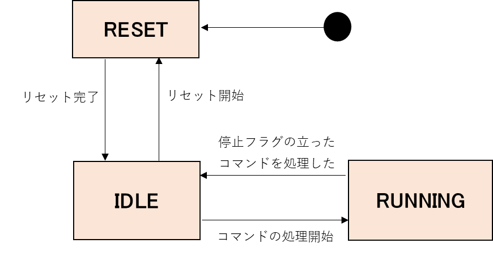 RESET
リセット完了
リセット開始
停止フラグの立った
コマンドを処理した
IDLE
RUNNING
コマンドの処理開始